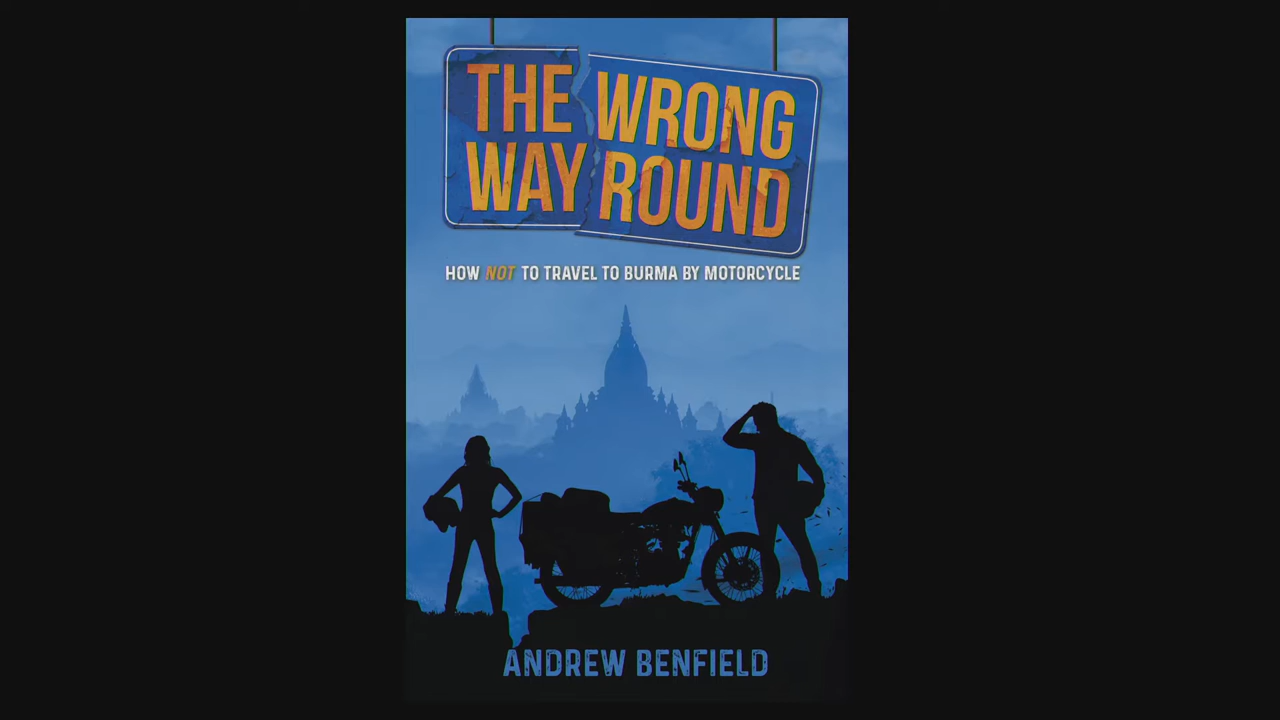 THE WRONG
WAY ROUND
HOW NOT TO TRAVEL TO BURMA BY MOTORCYCLE
ANDREW BENFIELD